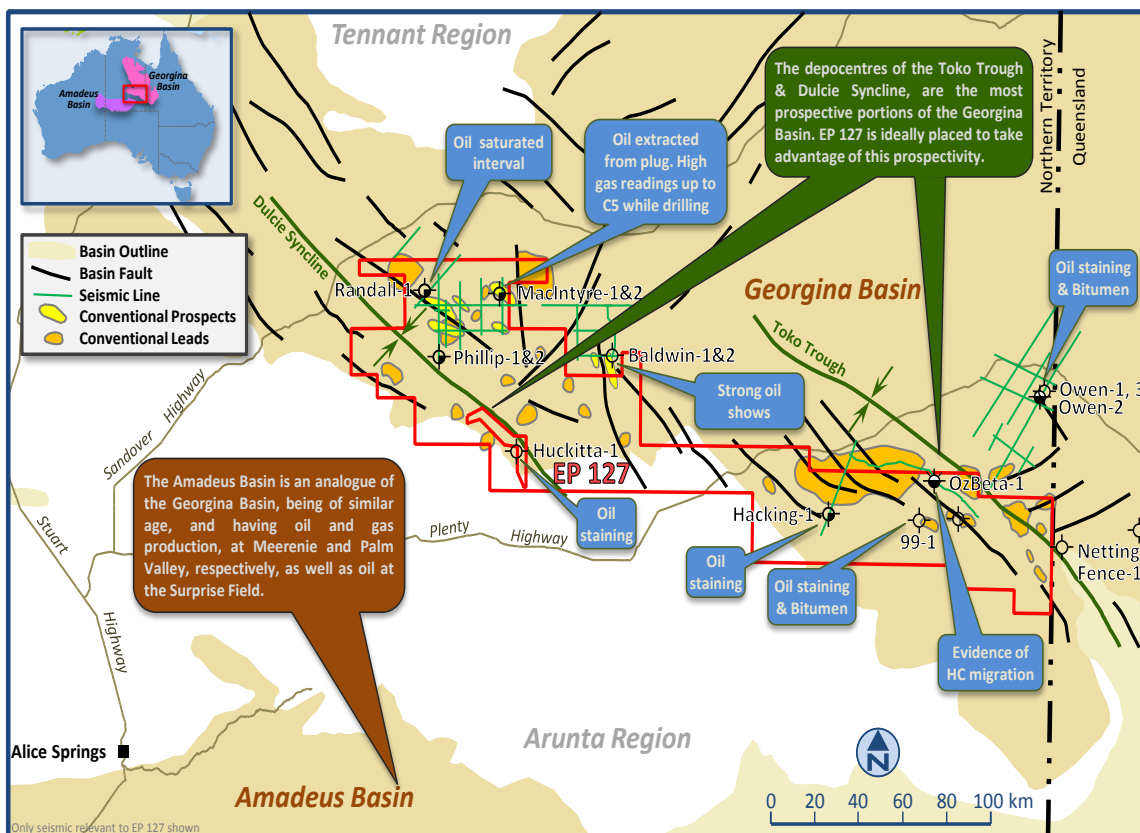 Tennant Region
Georgina
Basin
Amadeus
Basin
The depocentres of the Toko Trough
& Dulcie Syncline, are the most
prospective portions of the Georgina
Basin. EP 127 is ideally placed to take
advantage of this prospectivity.
Northern Territory
Queensland
Oil saturated
interval
Oil extracted
from plug. High
gas readings up to
C5 while drilling
Dulcie Syncline
Basin Outline
Basin Fault
Seismic Line
Conventional Prospects
Conventional Leads
Randall-1
MacIntyre-1&2
Georgina Basin
Oil staining
& Bitumen
Toko Trough
Phillip-1&2
Baldwin-1&2
Strong oil
shows
Owen-1, 3
Owen-2
Sandover Highway
Huckitta-1
EP 127
The Amadeus Basin is an analogue
of the Georgina Basin, being of similar
age, and having oil and gas
production, at Meerenie and Palm
Valley, respectively, as well as oil at
the Surprise Field.
Oil
staining
Plenty Highway
Stuart Highway
Hacking-1
OzBeta-1
99-1
Netting
Fence-1
Oil
staining
Oil staining
& Bitumen
Evidence of
HC migration
Alice Springs
Arunta Region
N
Amadeus Basin
0 20 40 60 80 100 km
Only seismic relevant to EP 127 shown